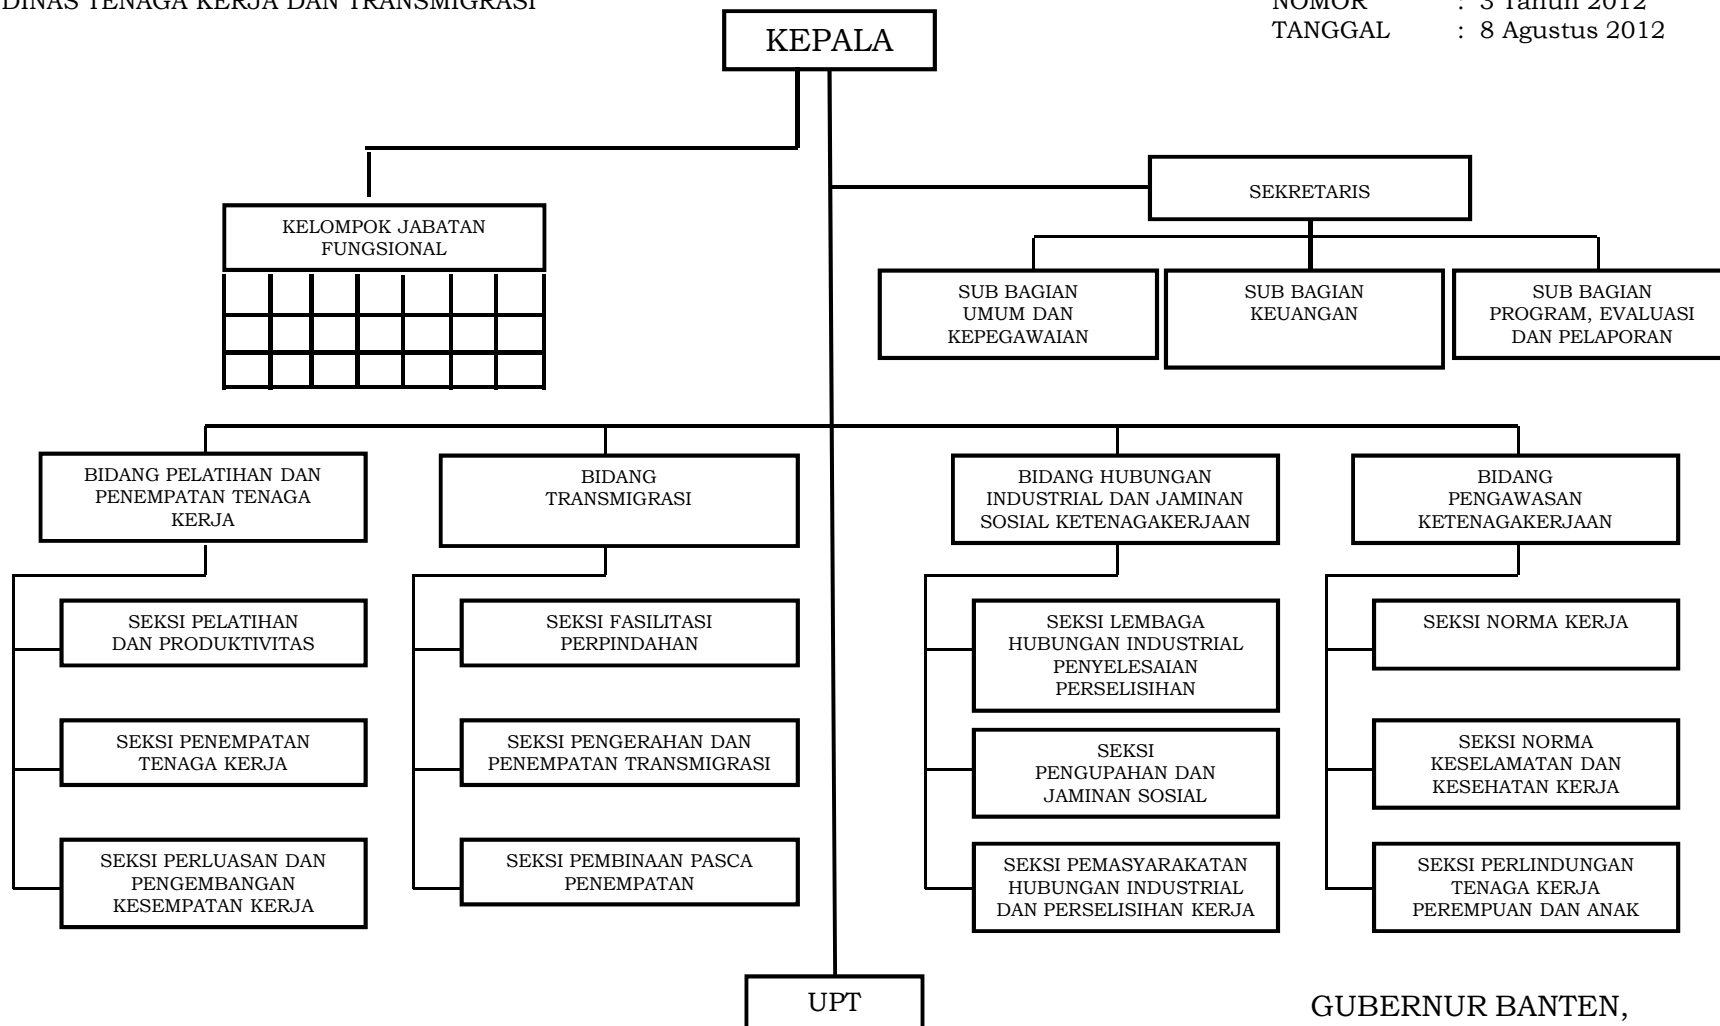 DINAS TENAGA KERJA DAN TRANSMIGRASI
NOMOR : 3 Tahun 2012
TANGGAL : 8 Agustus 2012
KEPALA
SEKRETARIS
KELOMPOK JABATAN
FUNGSIONAL
SUB BAGIAN
UMUM DAN
KEPEGAWAIAN
SUB BAGIAN
KEUANGAN
SUB BAGIAN
PROGRAM, EVALUASI
DAN PELAPORAN
BIDANG PELATIHAN DAN
PENEMPATAN TENAGA
KERJA
BIDANG
TRANSMIGRASI
BIDANG HUBUNGAN
INDUSTRIAL DAN JAMINAN
SOSIAL KETENAGAKERJAAN
BIDANG
PENGAWASAN
KETENAGAKERJAAN
SEKSI PELATIHAN
DAN PRODUKTIVITAS
SEKSI FASILITASI
PERPINDAHAN
SEKSI LEMBAGA
HUBUNGAN INDUSTRIAL
PENYELESAIAN
PERSELISIHAN
SEKSI NORMA KERJA
SEKSI PENEMPATAN
TENAGA KERJA
SEKSI PENGERAHAN DAN
PENEMPATAN TRANSMIGRASI
SEKSI
PENGUPAHAN DAN
JAMINAN SOSIAL
SEKSI NORMA
KESELAMATAN DAN
KESEHATAN KERJA
SEKSI PERLUASAN DAN
PENGEMBANGAN
KESEMPATAN KERJA
SEKSI PEMBINAAN PASCA
PENEMPATAN
SEKSI PEMASYARAKATAN
HUBUNGAN INDUSTRIAL
DAN PERSELISIHAN KERJA
SEKSI PERLINDUNGAN
TENAGA KERJA
PEREMPUAN DAN ANAK
UPT
GUBERNUR BANTEN,